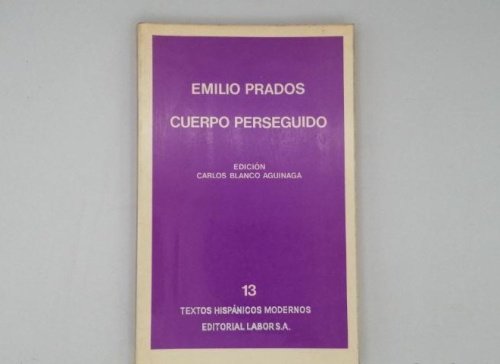 EMILIO PRADOS
CUERPO PERSEGUIDO
EDICIÓN
CARLOS BLANCO AGUINAGA
13
TEXTOS HISPÁNICOS MODERNOS
EDITORIAL LABOR S.A.